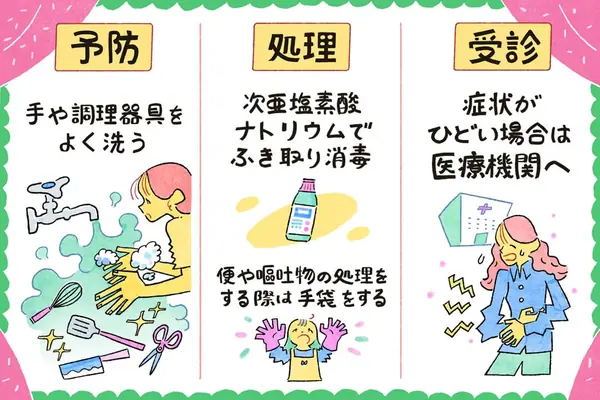 予防
手や調理器具を
よく洗う
処理
次亜塩素酸
ナトリウムで
ふき取り消毒
便や嘔吐物の処理を
する際は手袋をする
受診
症状が
ひどい場合は
医療機関へ